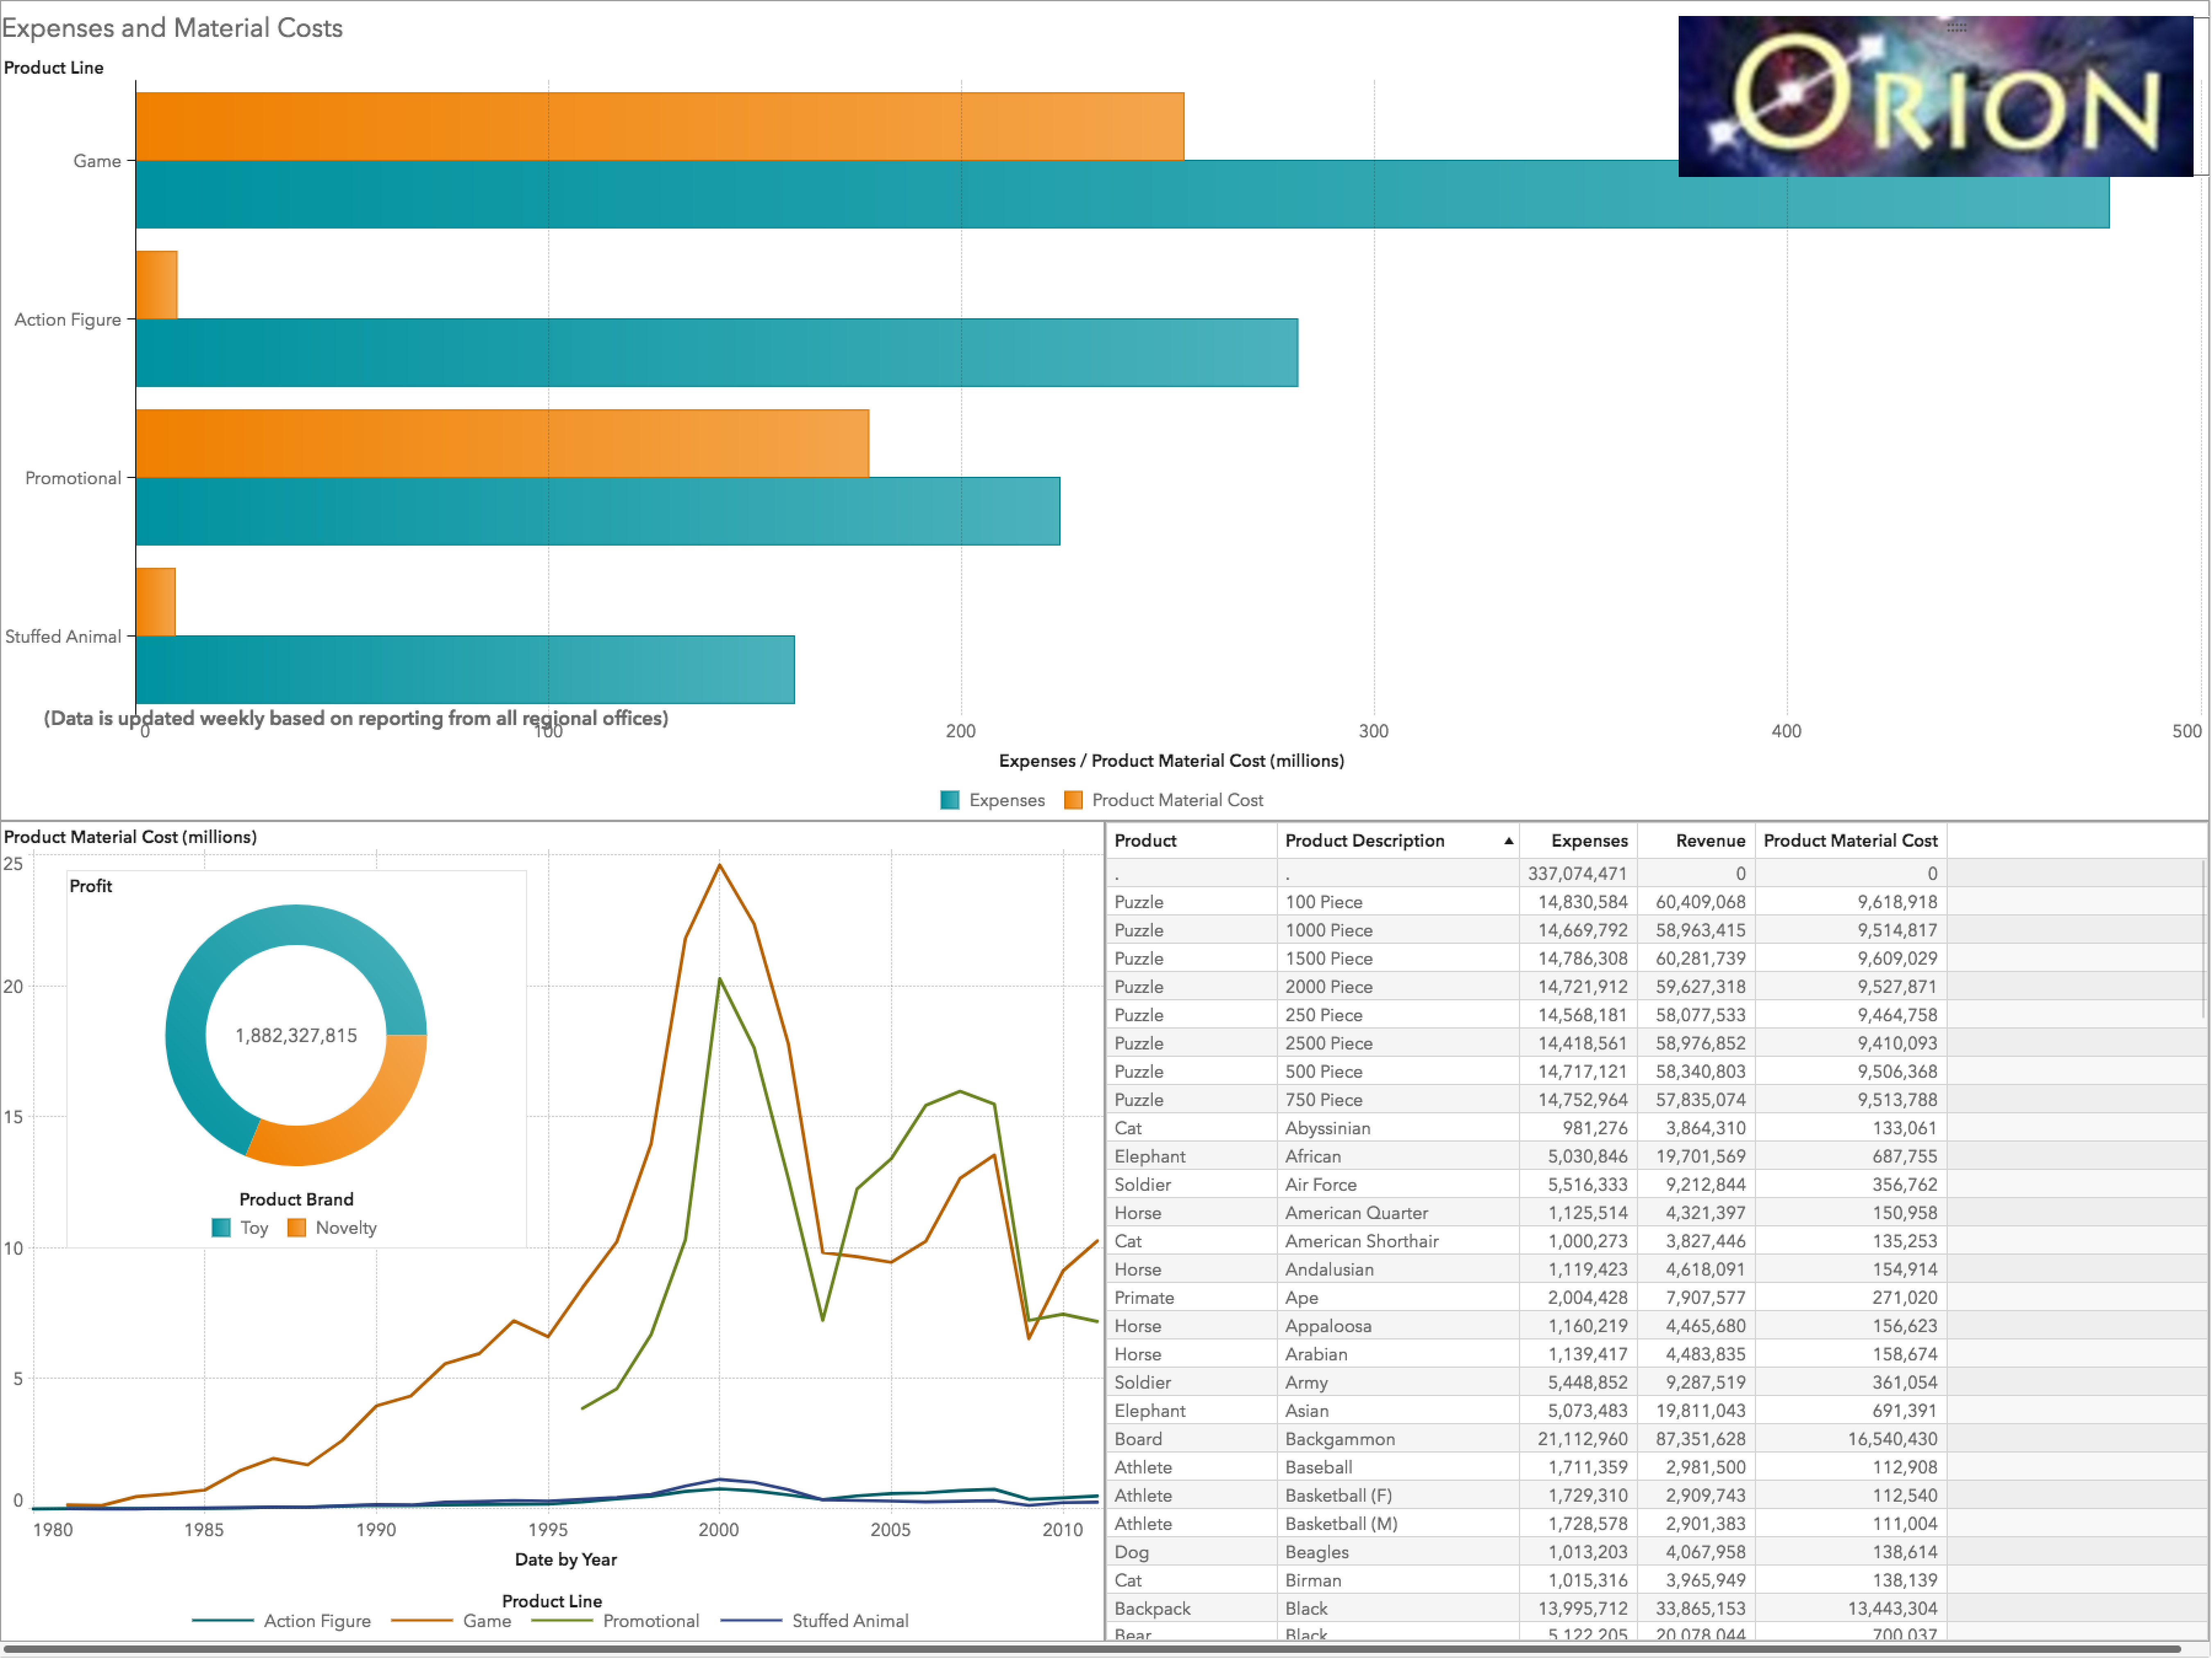 Expenses and Material Costs
ORION
Product Line
Game
Action Figure
Promotional
Stuffed Animal
(Data is updated weekly based on reporting from all regional offices)
0 100 200 300 400 500
Expenses / Product Material Cost (millions)
Expenses Product Material Cost
Product Material Cost (millions)
25
20
15
10
5
0
Profit
1,882,327,815
Product Brand
Toy Novelty
1980 1985 1990 1995 2000 2005 2010
Date by Year
Product Line
Action Figure Game Promotional Stuffed Animal
Product Product Description Expenses Revenue Product Material Cost
. . 337,074,471 0 0
Puzzle 100 Piece 14,830,584 60,409,068 9,618,918
Puzzle 1000 Piece 14,669,792 58,963,415 9,514,817
Puzzle 1500 Piece 14,786,308 60,281,739 9,609,029
Puzzle 2000 Piece 14,721,912 59,627,318 9,527,871
Puzzle 250 Piece 14,568,181 58,077,533 9,464,758
Puzzle 2500 Piece 14,418,561 58,976,852 9,410,093
Puzzle 500 Piece 14,717,121 58,340,803 9,506,368
Puzzle 750 Piece 14,752,964 57,835,074 9,513,788
Cat Abyssinian 981,276 3,864,310 133,061
Elephant African 5,030,846 19,701,569 687,755
Soldier Air Force 5,516,333 9,212,844 356,762
Horse American Quarter 1,125,514 4,321,397 150,958
Cat American Shorthair 1,000,273 3,827,446 135,253
Horse Andalusian 1,119,423 4,618,091 154,914
Primate Ape 2,004,428 7,907,577 271,020
Horse Appaloosa 1,160,219 4,465,680 156,623
Horse Arabian 1,139,417 4,483,835 158,674
Soldier Army 5,448,852 9,287,519 361,054
Elephant Asian 5,073,483 19,811,043 691,391
Board Backgammon 21,112,960 87,351,628 16,540,430
Athlete Baseball 1,711,359 2,981,500 112,908
Athlete Basketball (F) 1,729,310 2,909,743 112,540
Athlete Basketball (M) 1,728,578 2,901,383 111,004
Dog Beagles 1,013,203 4,067,958 138,614
Cat Birman 1,015,316 3,965,949 138,139
Backpack Black 13,995,712 33,865,153 13,443,304
Bear Black 5,122,205 20,078,044 700,037